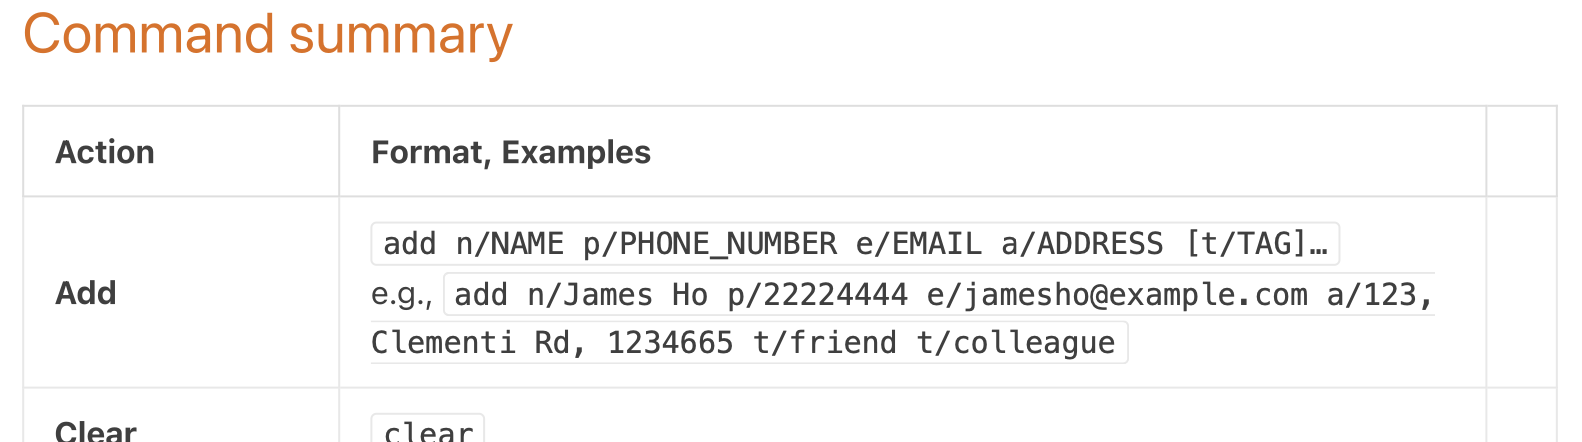 Command summary
Action
Format, Examples
Add
add n/NAME p/PHONE_NUMBER e/EMAIL a/ADDRESS [t/TAG]…
e.g., add n/James Ho p/22224444 e/jamesho@example.com a/123,
Clementi Rd, 1234665 t/friend t/colleague
Clear
clear